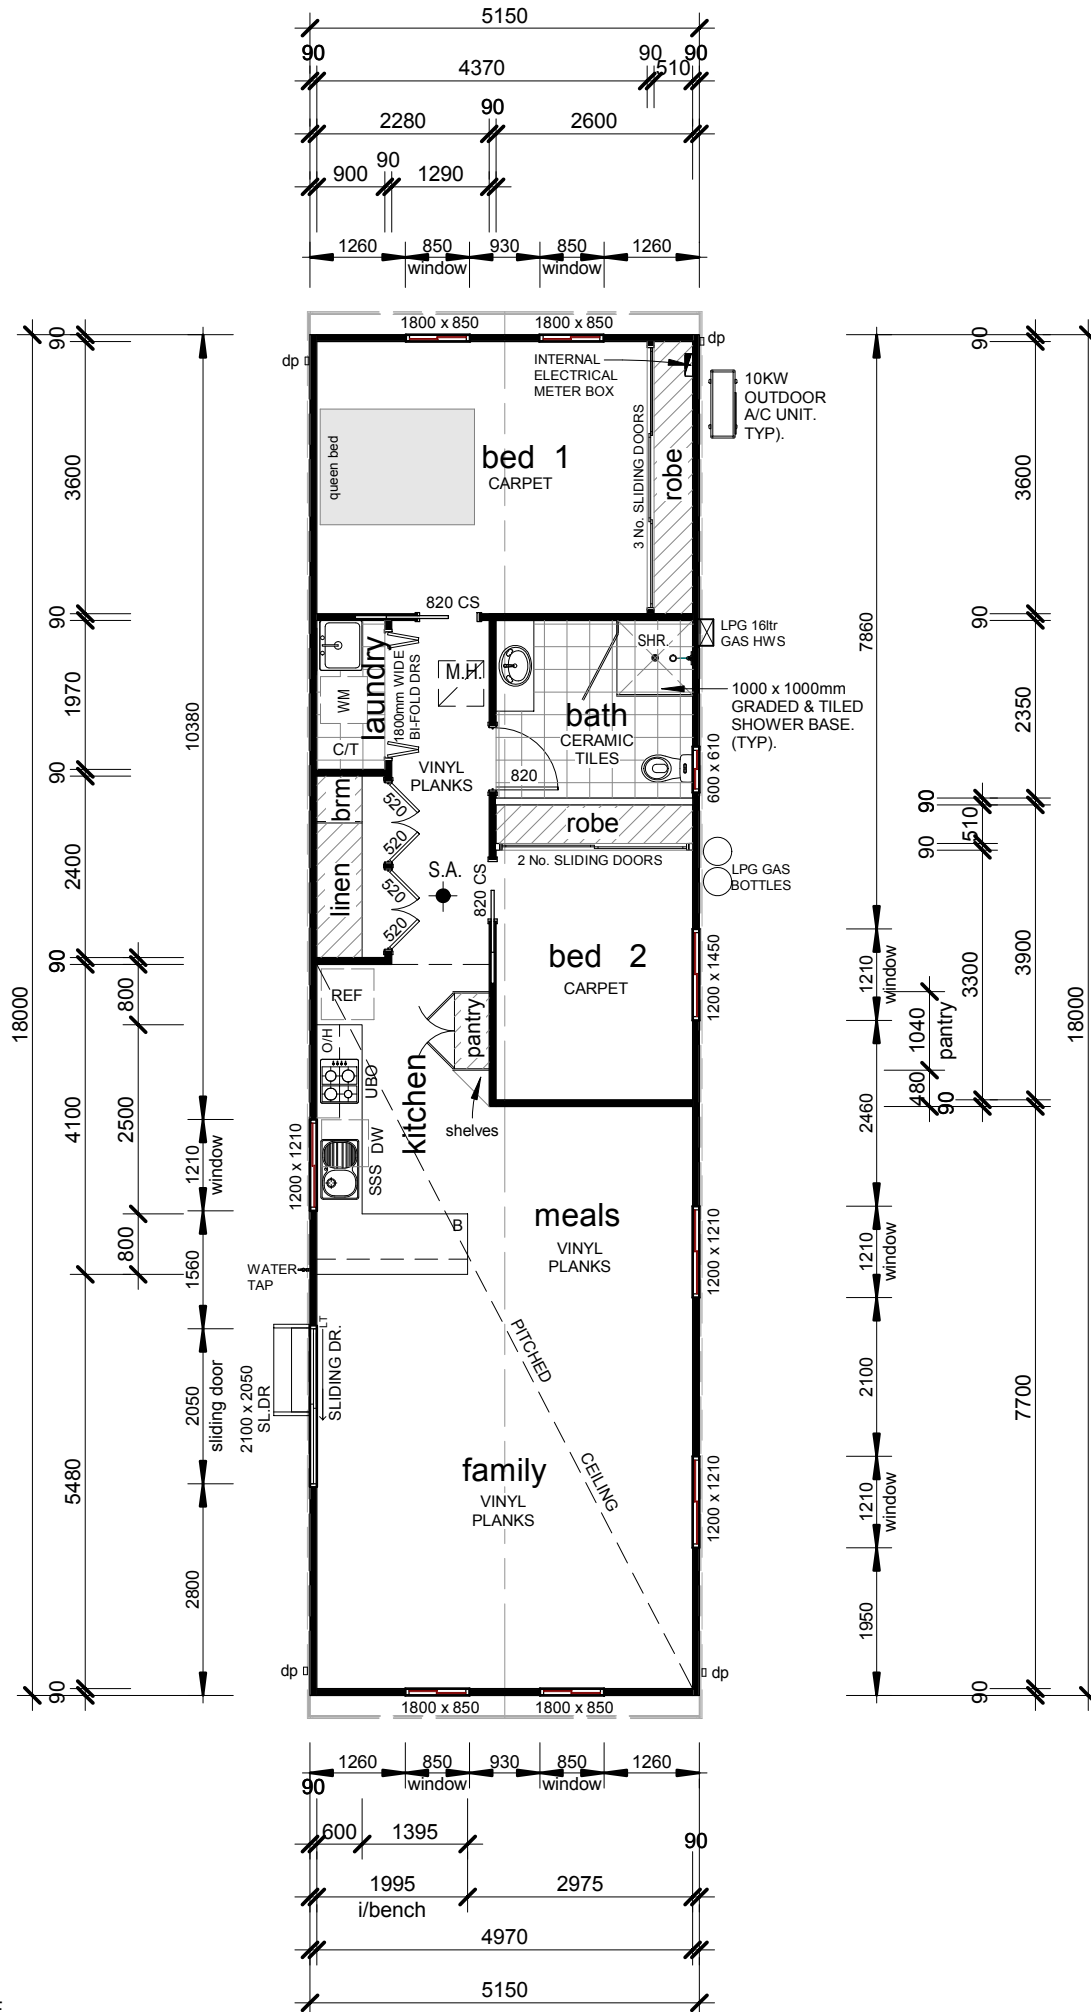 5150
90 90 90
4370 510
90
2280 2600
90
900 1290
1260 850 930 850 1260
window window
1800 x 850 1800 x 850
dp dp
INTERNAL
ELECTRICAL
METER BOX
10KW
OUTDOOR
A/C UNIT.
TYP).
queen bed
bed 1
CARPET
3 No. SLIDING DOORS
robe
820 CS
LPG 16ltr
GAS HWS
SHR.
laundry
WM
C/T
1800mm WIDE
BI-FOLD DRS
M.H.
1000 x 1000mm
GRADED & TILED
SHOWER BASE.
(TYP).
bath
CERAMIC
TILES
820
600 x 610
VINYL
PLANKS
brm
linen
520
520
520
520
S.A.
820 CS
robe
2 No. SLIDING DOORS
LPG GAS
BOTTLES
bed 2
CARPET
1200 x 1450
REF
O/H
UBO
pantry
shelves
kitchen
DW
SSS
1200 x 1210
B
WATER
TAP
meals
VINYL
PLANKS
1200 x 1210
PITCHED
CEILING
LT
SLIDING DR.
2100 x 2050
SL.DR
family
VINYL
PLANKS
1200 x 1210
dp dp
1800 x 850 1800 x 850
18000
90
3600
90
1970
90
2400
90
4100
5480
90
800
2500
800
10380
1210
window
1560
2050
sliding door
2800
7860
1210
window
2460
1210
window
2100
1210
window
1950
1040
pantry
480
90
90
510
90
3300
90
90
3600
90
2350
90
3900
90
7700
90
18000
1260 850 930 850 1260
window window
90
600 1395 90
1995 2975
i/bench
4970
5150